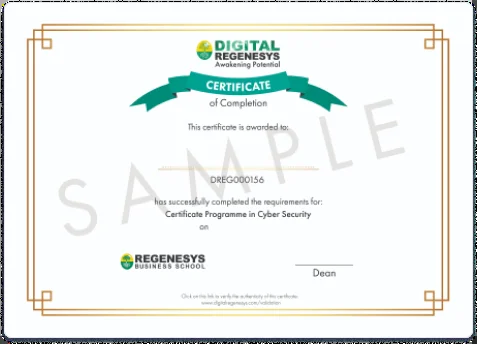 DIGITAL
REGENESYS
Awakening Potential
CERTIFICATE
of Completion
This certificate is awarded to:
SAMPLE
DREG000156
has successfully completed the requirements for:
Certificate Programme in Cyber Security
on
REGENESYS
BUSINESS SCHOOL
Dean
Click on this link to verify the authenticity of this certificate:
www.digitalregenesys.com/validation